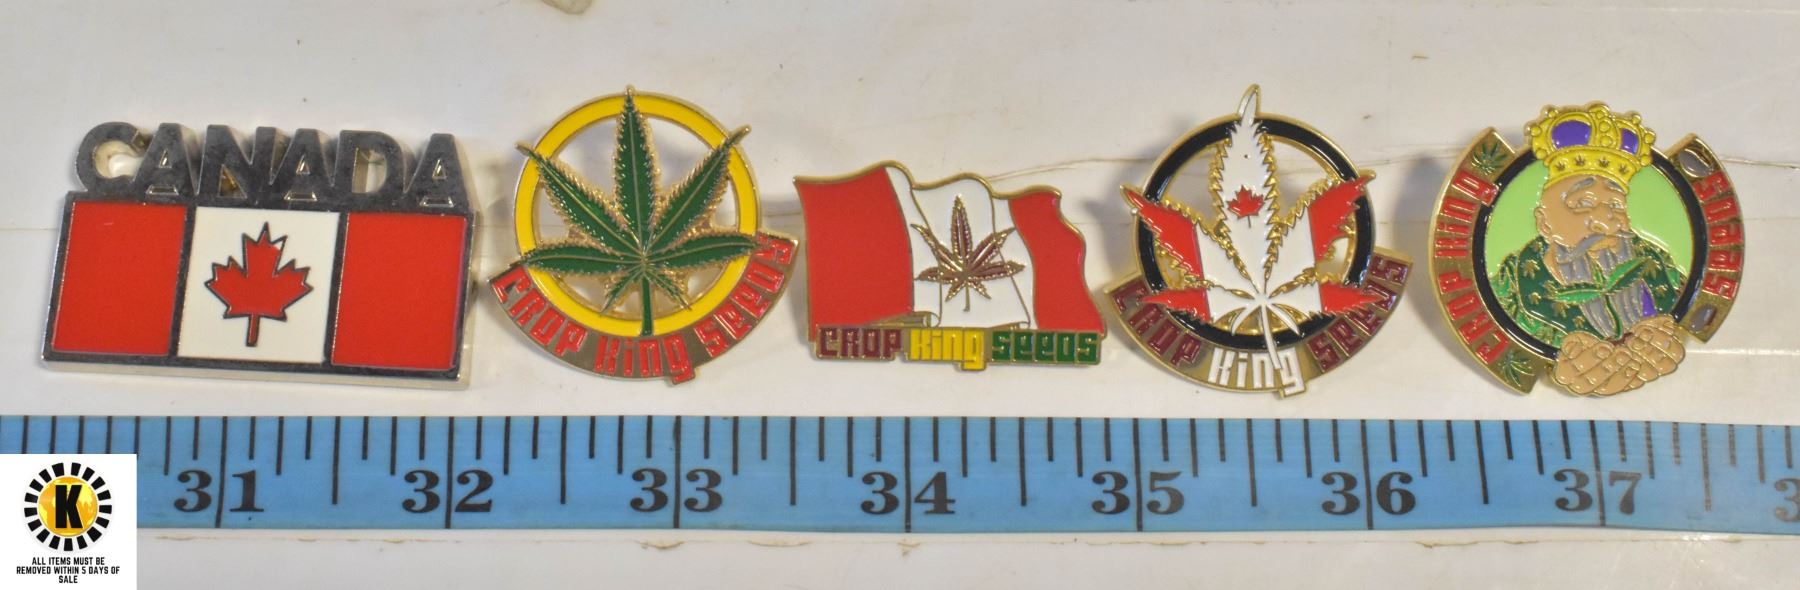 CANADA
CROP King SEEDS
CROP King SEEDS
CROP King SEEDS
CROP King SEEDS
31 32 33 34 35 36 37 3
K
ALL ITEMS MUST BE
REMOVED WITHIN 5 DAYS OF
SALE